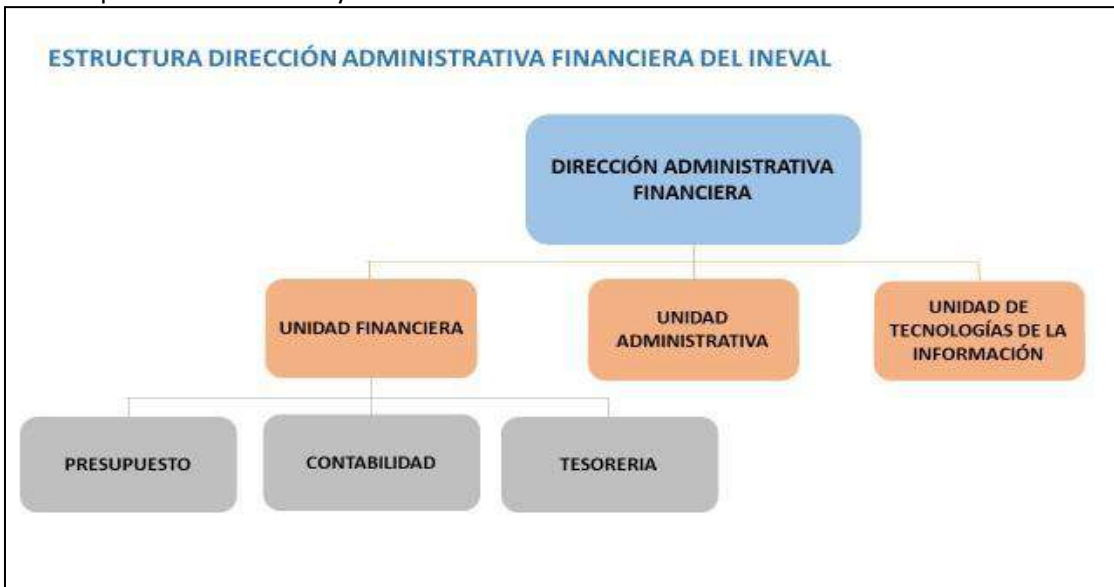 ESTRUCTURA DIRECCIÓN ADMINISTRATIVA FINANCIERA DEL INEVAL
DIRECCIÓN ADMINISTRATIVA
FINANCIERA
UNIDAD FINANCIERA
UNIDAD
ADMINISTRATIVA
UNIDAD DE
TECNOLOGÍAS DE LA
INFORMACIÓN
PRESUPUESTO
CONTABILIDAD
TESORERIA